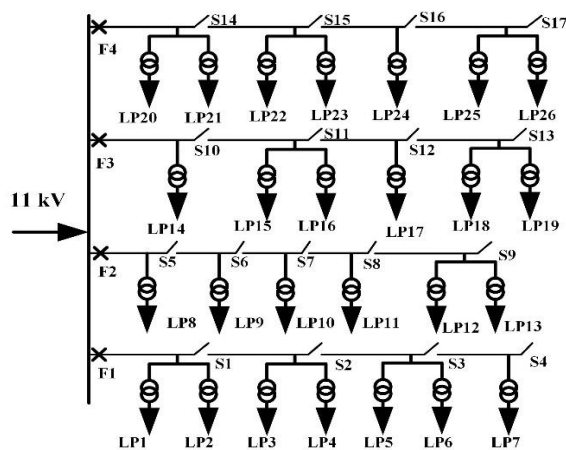 S14 S15 S16 S17
F4
LP20 LP21 LP22 LP23 LP24 LP25 LP26
S10 S11 S12 S13
F3
LP14 LP15 LP16 LP17 LP18 LP19
11 kV
S5 S6 S7 S8 S9
F2
LP8 LP9 LP10 LP11 LP12 LP13
S1 S2 S3 S4
F1
LP1 LP2 LP3 LP4 LP5 LP6 LP7